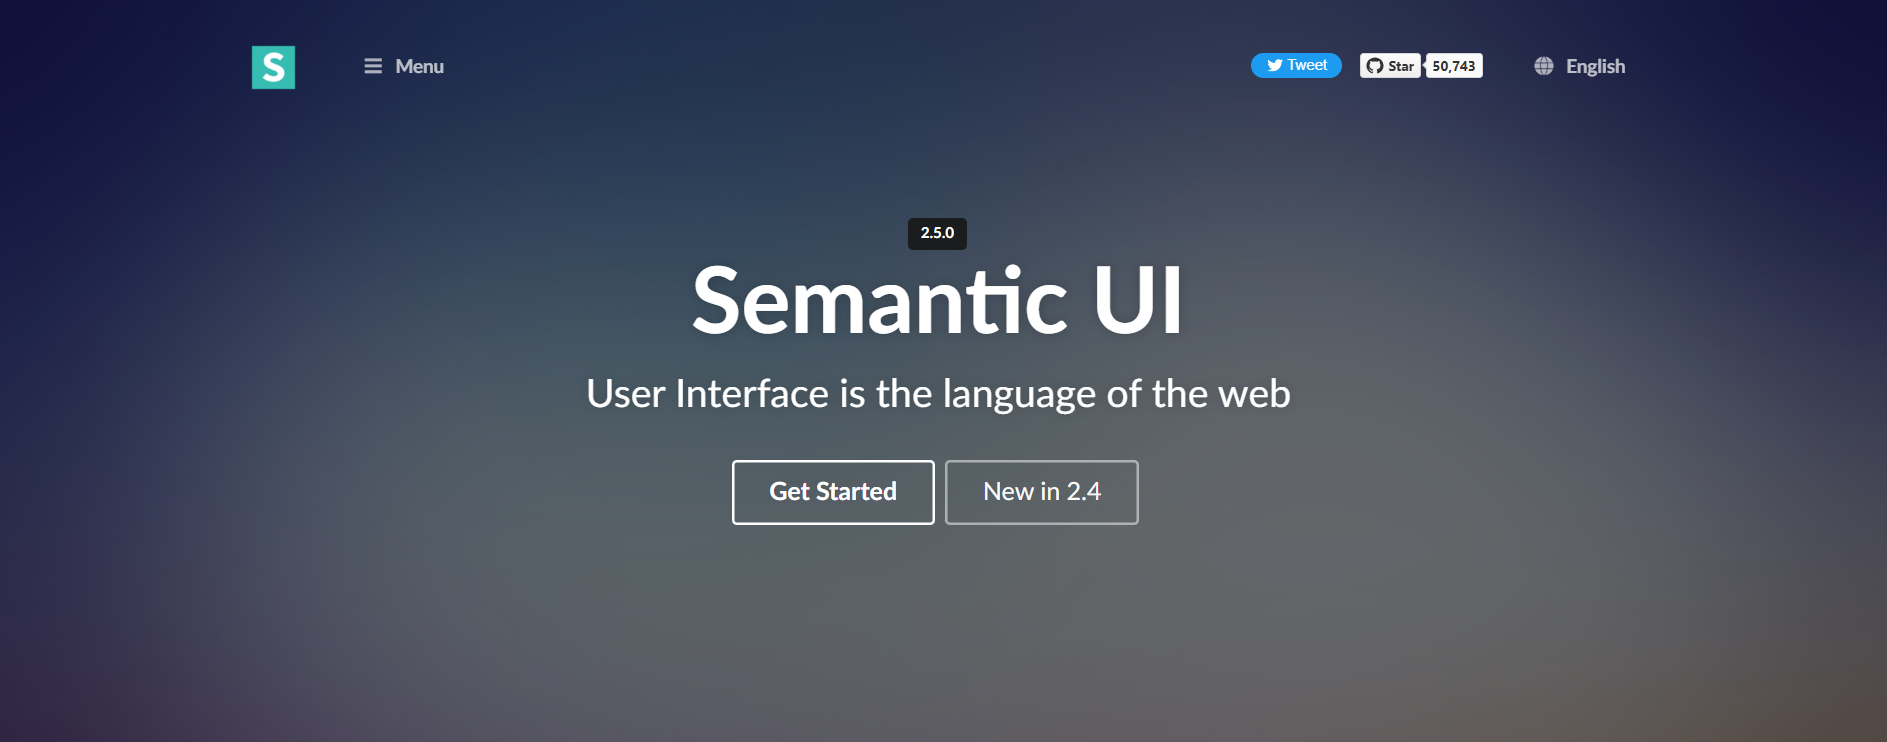 S Menu Tweet Star 50,743 English
2.5.0
Semantic UI
User Interface is the language of the web
Get Started New in 2.4